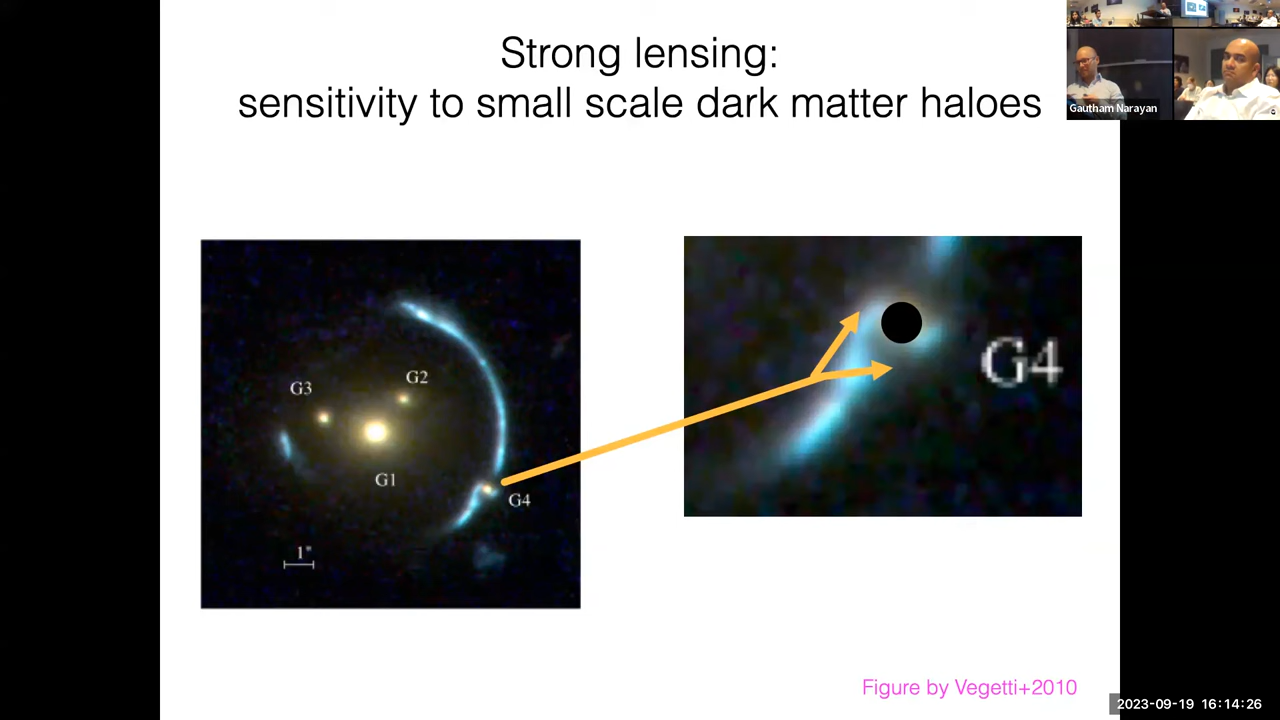 Strong lensing:
sensitivity to small scale dark matter haloes
Gautham Narayan
G3
G2
G1
G4
1"
G4
Figure by Vegetti+2010
2023-09-19 16:14:26